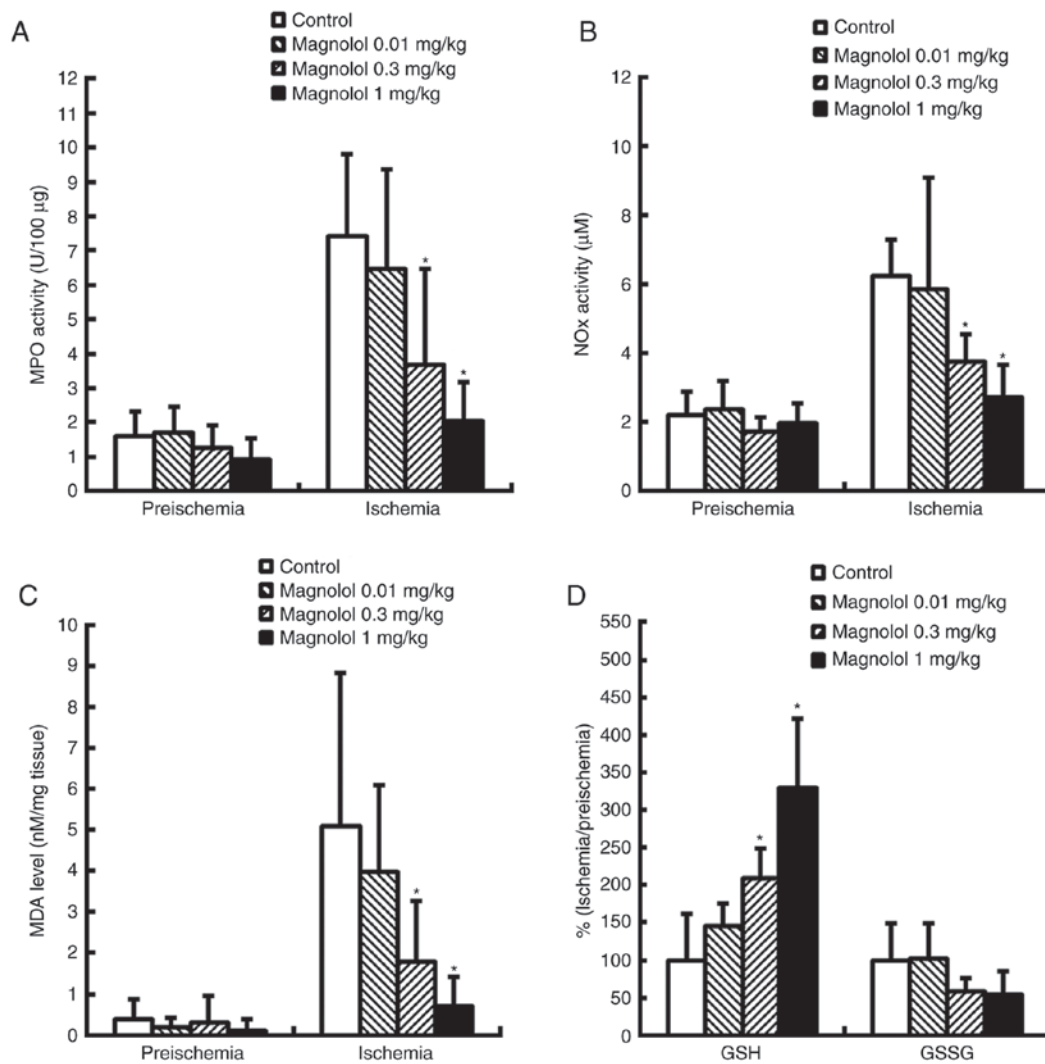 A
Control
Magnolol 0.01 mg/kg
Magnolol 0.3 mg/kg
Magnolol 1 mg/kg
MPO activity (U/100 µg)
12
11
10
9
8
7
6
5
4
3
2
1
0
*
*
Preischemia
Ischemia
B
Control
Magnolol 0.01 mg/kg
Magnolol 0.3 mg/kg
Magnolol 1 mg/kg
NOx activity (µM)
12
10
8
6
4
2
0
*
*
Preischemia
Ischemia
C
Control
Magnolol 0.01 mg/kg
Magnolol 0.3 mg/kg
Magnolol 1 mg/kg
MDA level (nM/mg tissue)
10
9
8
7
6
5
4
3
2
1
0
*
*
Preischemia
Ischemia
D
Control
Magnolol 0.01 mg/kg
Magnolol 0.3 mg/kg
Magnolol 1 mg/kg
% (Ischemia/preischemia)
550
500
450
400
350
300
250
200
150
100
50
0
*
*
GSH
GSSG